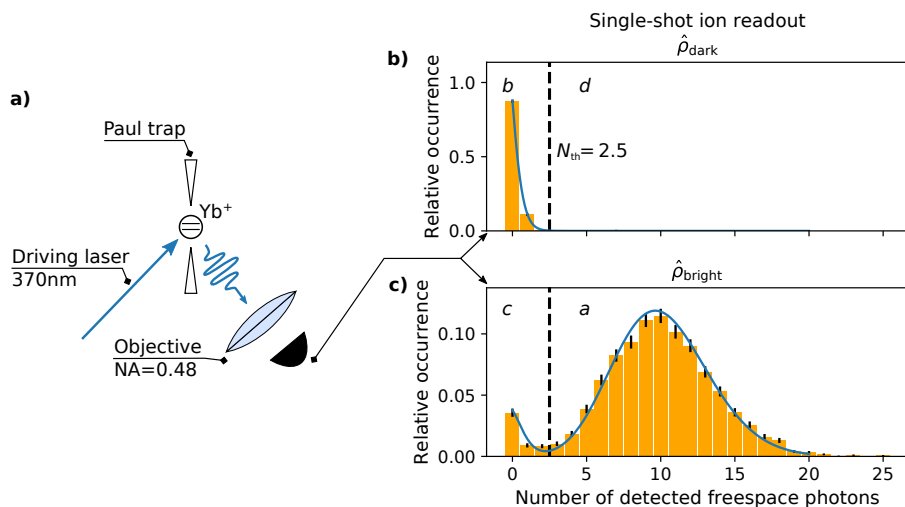 a)
Paul trap
Yb⁺
Driving laser
370nm
Objective
NA=0.48
Single-shot ion readout
b)
ρ̂dark
Relative occurrence
1.0
0.5
0.0
b
d
Nth = 2.5
c)
ρ̂bright
Relative occurrence
0.10
0.05
0.00
c
a
0 5 10 15 20 25
Number of detected freespace photons